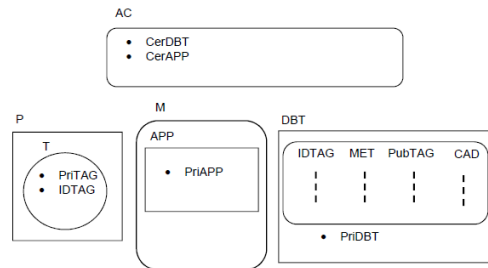 AC
CerDBT
CerAPP
P
M
DBT
T
APP
IDTAG MET PubTAG CAD
PriTAG
IDTAG
PriAPP
PriDBT